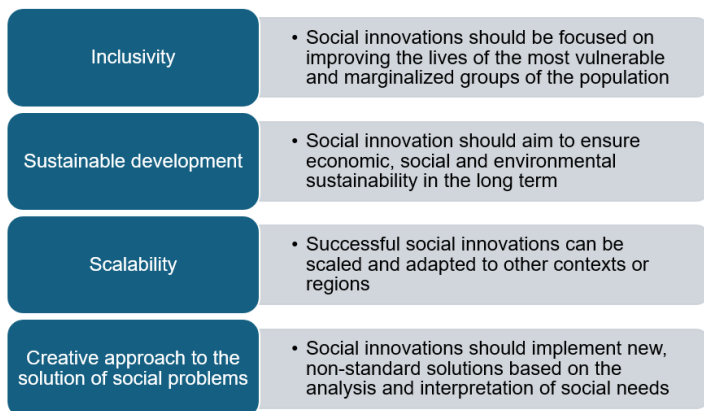 Inclusivity
• Social innovations should be focused on
improving the lives of the most vulnerable
and marginalized groups of the population
Sustainable development
• Social innovation should aim to ensure
economic, social and environmental
sustainability in the long term
Scalability
• Successful social innovations can be
scaled and adapted to other contexts or
regions
Creative approach to the
solution of social problems
• Social innovations should implement new,
non-standard solutions based on the
analysis and interpretation of social needs